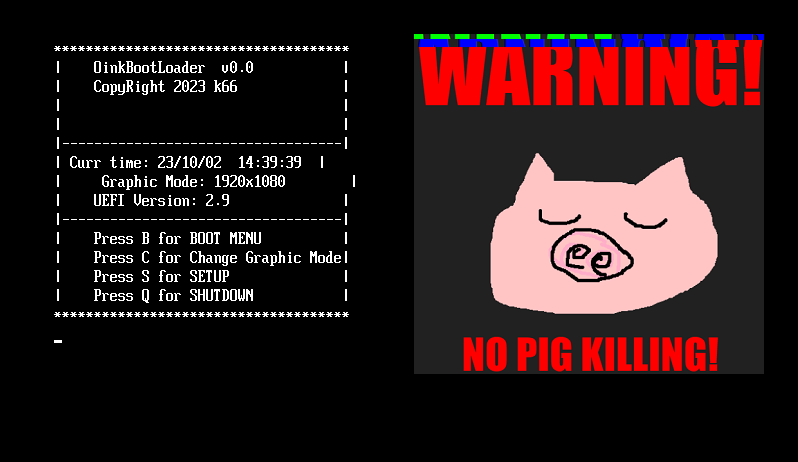 *************************************
| OinkBootLoader v0.0 |
| CopyRight 2023 k66 |
| |
| |
|-----------------------------------|
| Curr time: 23/10/02 14:39:39 |
| Graphic Mode: 1920x1080 |
| UEFI Version: 2.9 |
|-----------------------------------|
| Press B for BOOT MENU |
| Press C for Change Graphic Mode|
| Press S for SETUP |
| Press Q for SHUTDOWN |
*************************************
WARNING!
NO PIG KILLING!